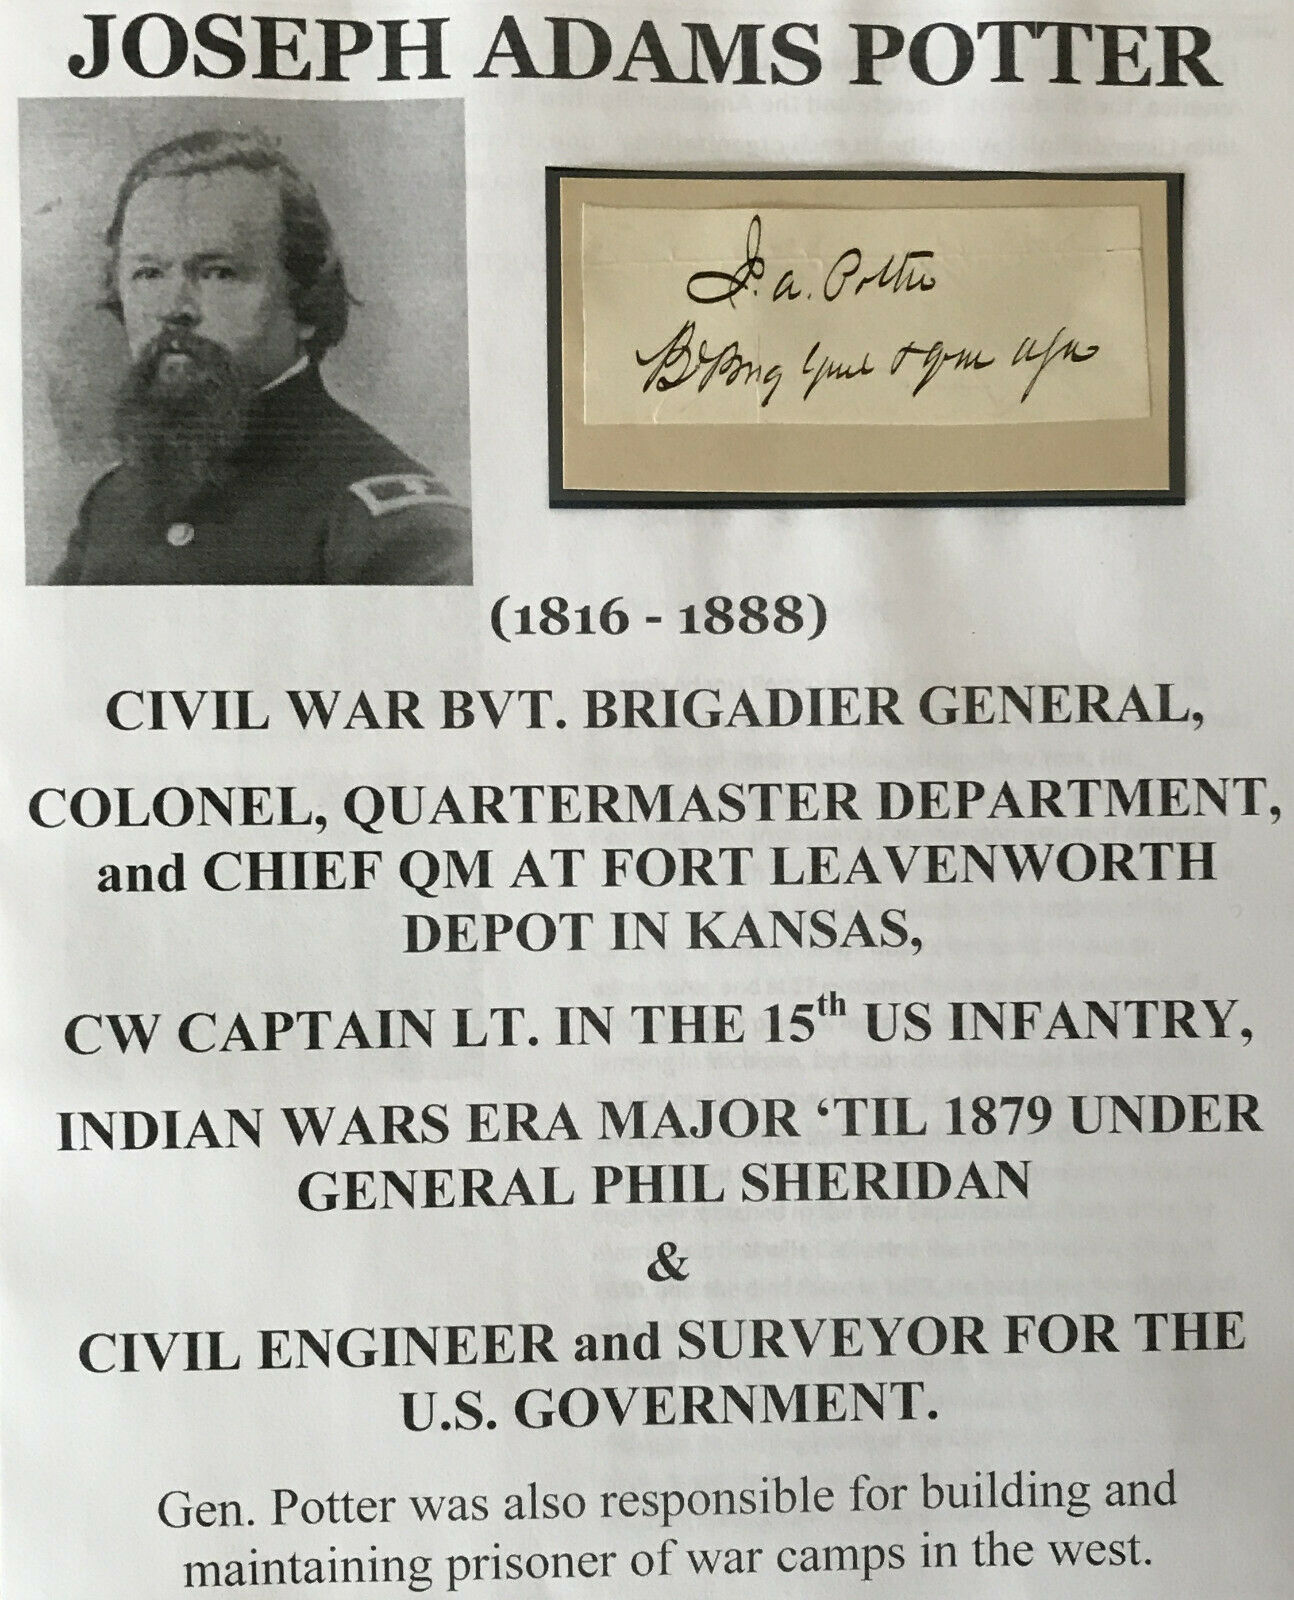 JOSEPH ADAMS POTTER
J. A. Potter
Bt Brig Genl & Qm USA
(1816 - 1888)
CIVIL WAR BVT. BRIGADIER GENERAL,
COLONEL, QUARTERMASTER DEPARTMENT,
and CHIEF QM AT FORT LEAVENWORTH
DEPOT IN KANSAS,
CW CAPTAIN LT. IN THE 15th US INFANTRY,
INDIAN WARS ERA MAJOR ‘TIL 1879 UNDER
GENERAL PHIL SHERIDAN
&
CIVIL ENGINEER and SURVEYOR FOR THE
U.S. GOVERNMENT.
Gen. Potter was also responsible for building and
maintaining prisoner of war camps in the west.